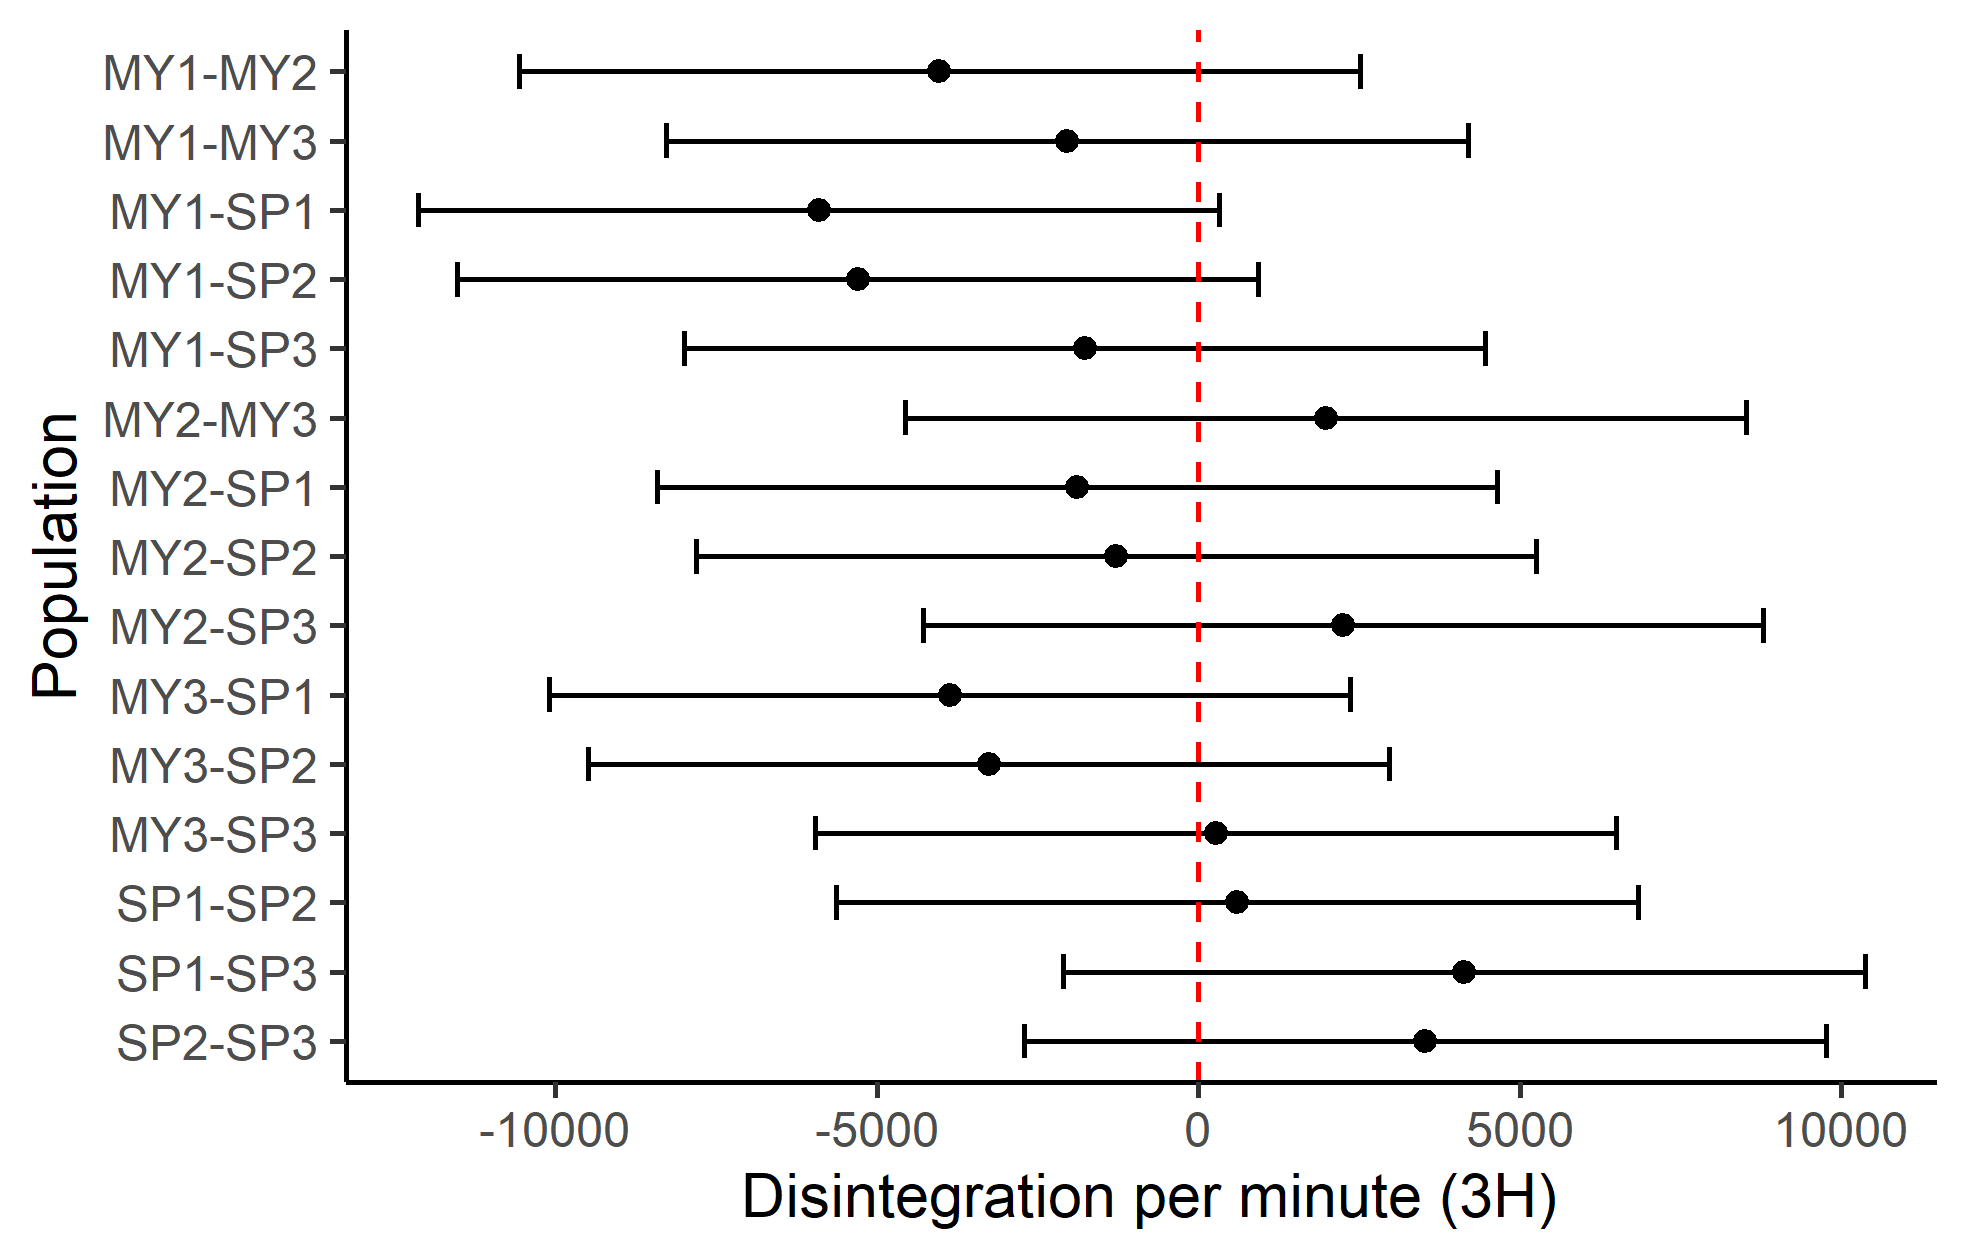 MY1-MY2
MY1-MY3
MY1-SP1
MY1-SP2
MY1-SP3
MY2-MY3
MY2-SP1
MY2-SP2
MY2-SP3
MY3-SP1
MY3-SP2
MY3-SP3
SP1-SP2
SP1-SP3
SP2-SP3
Population
-10000 -5000 0 5000 10000
Disintegration per minute (3H)